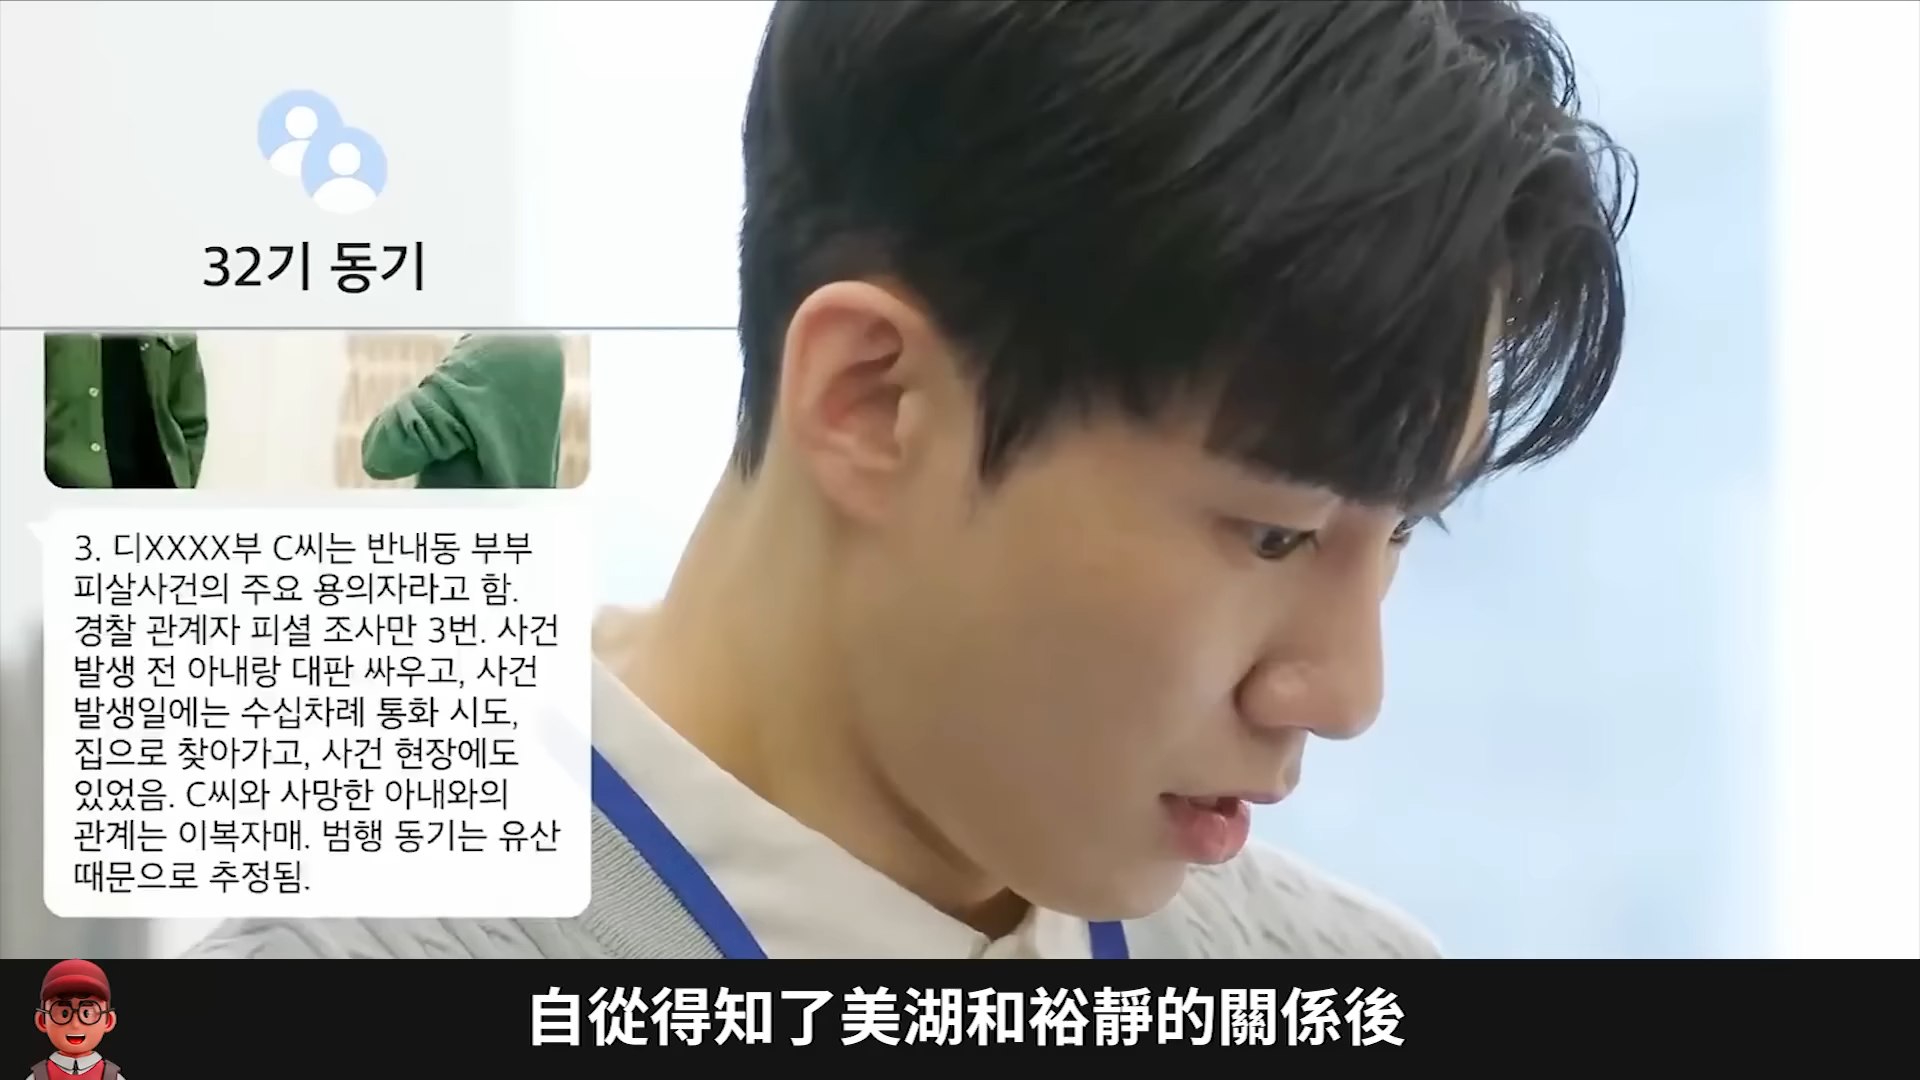 32기 동기
3. 디XXXX부 C씨는 반내동 부부
피살사건의 주요 용의자라고 함.
경찰 관계자 피셜 조사만 3번. 사건
발생 전 아내랑 대판 싸우고, 사건
발생일에는 수십차례 통화 시도,
집으로 찾아가고, 사건 현장에도
있었음. C씨와 사망한 아내와의
관계는 이복자매. 범행 동기는 유산
때문으로 추정됨.
自從得知了美湖和裕靜的關係後